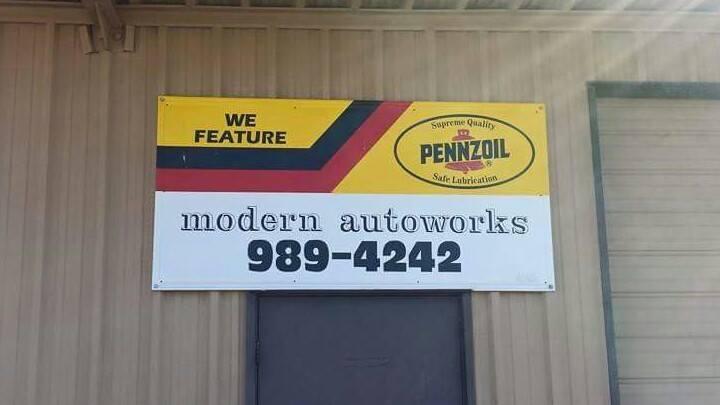 WE
FEATURE
Supreme Quality
PENNZOIL®
Safe Lubrication
modern autoworks
989-4242